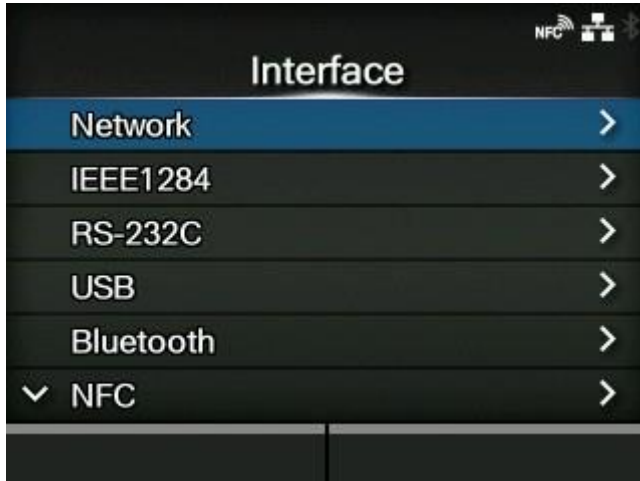 NFC
Interface
Network
IEEE1284
RS-232C
USB
Bluetooth
NFC